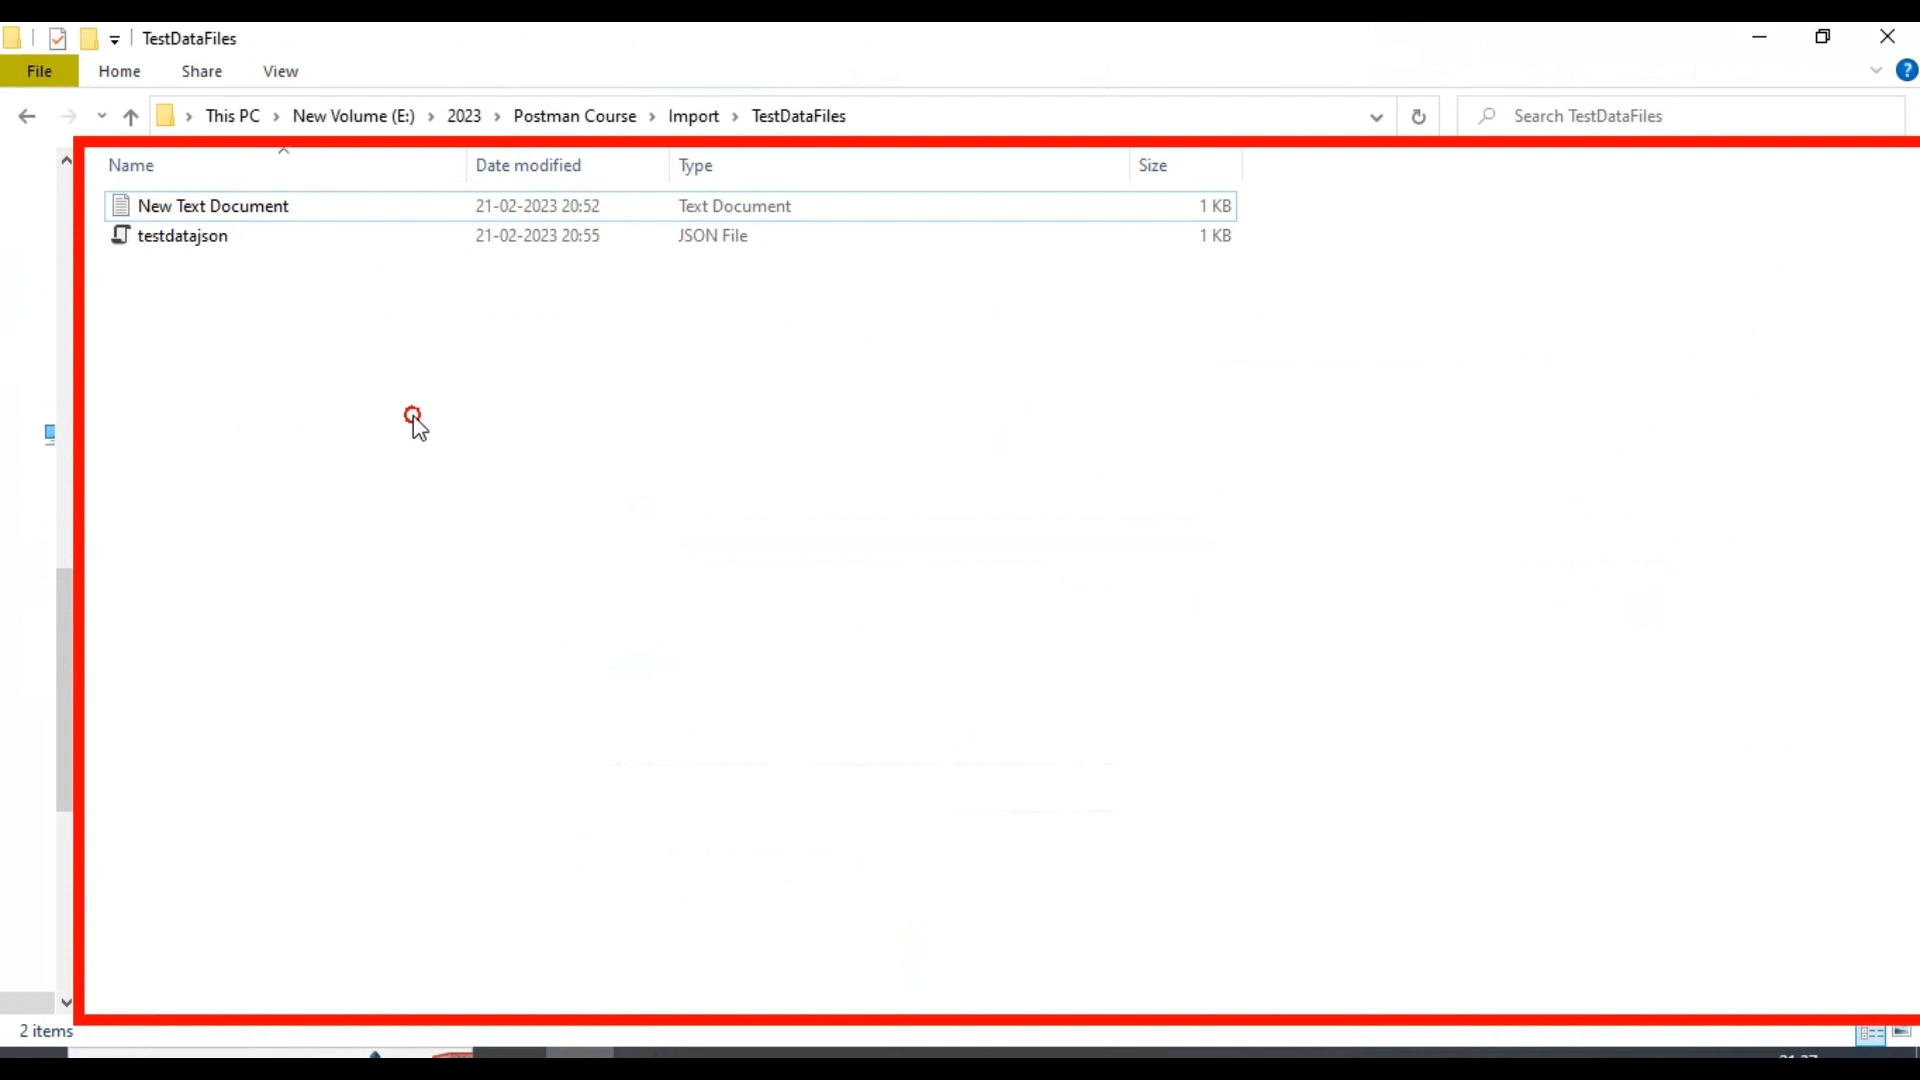 TestDataFiles
File Home Share View
This PC New Volume (E:) 2023 Postman Course Import TestDataFiles
Search TestDataFiles
Name Date modified Type Size
New Text Document 21-02-2023 20:52 Text Document 1 KB
testdatajson 21-02-2023 20:55 JSON File 1 KB
2 items